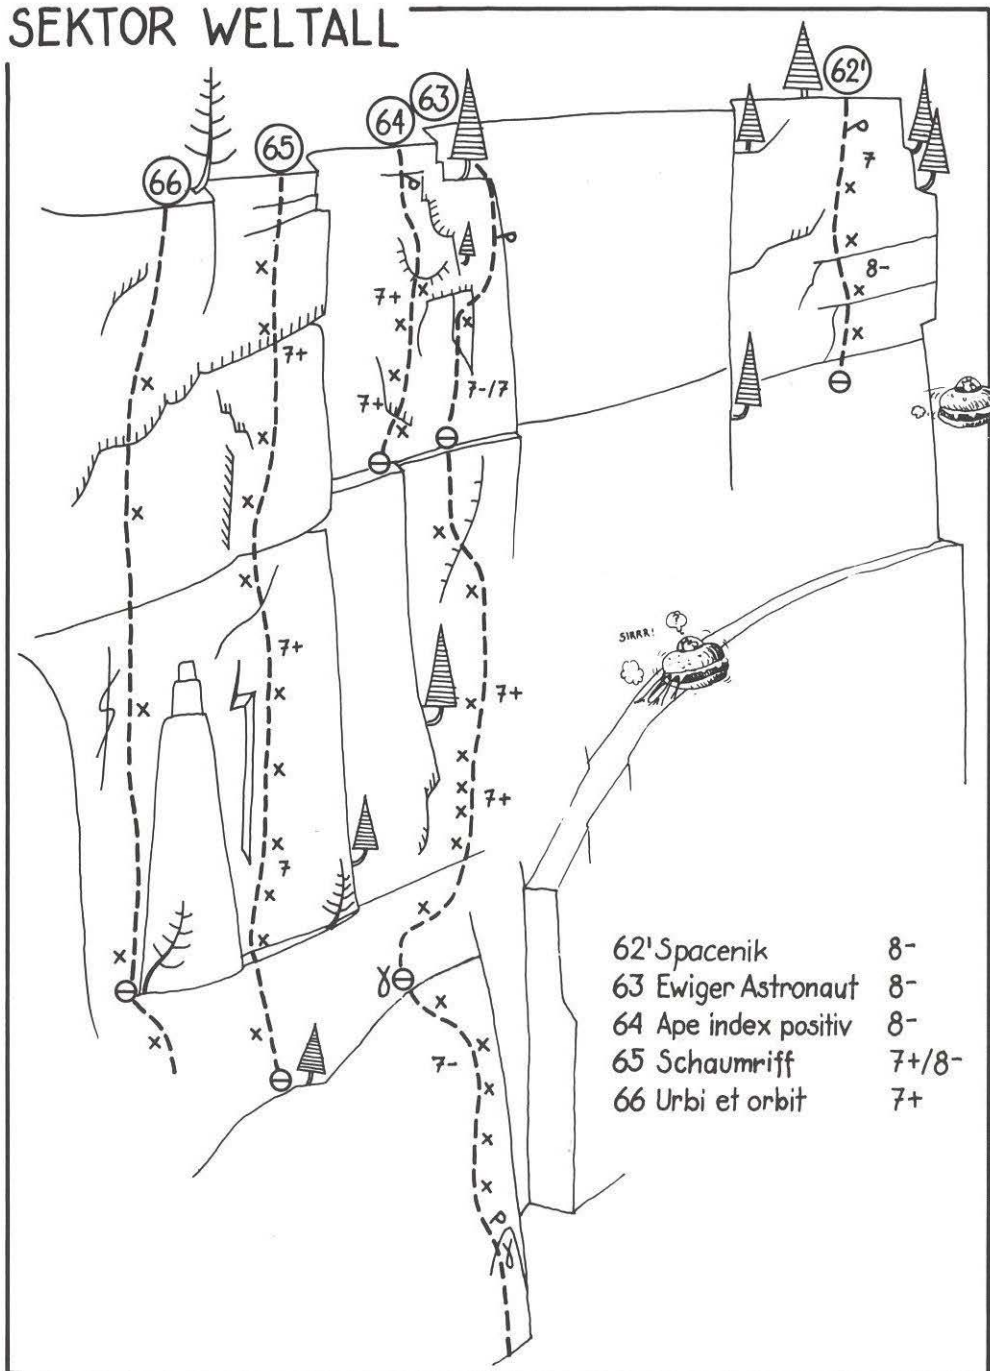 SEKTOR WELTALL
62'
63
64
65
66
7
7+
8-
7+
7+
7-/7
SIRRR!
?
7+
7+
7+
7
7-
62' Spacenik 8-
63 Ewiger Astronaut 8-
64 Ape index positiv 8-
65 Schaumriff 7+/8-
66 Urbi et orbit 7+